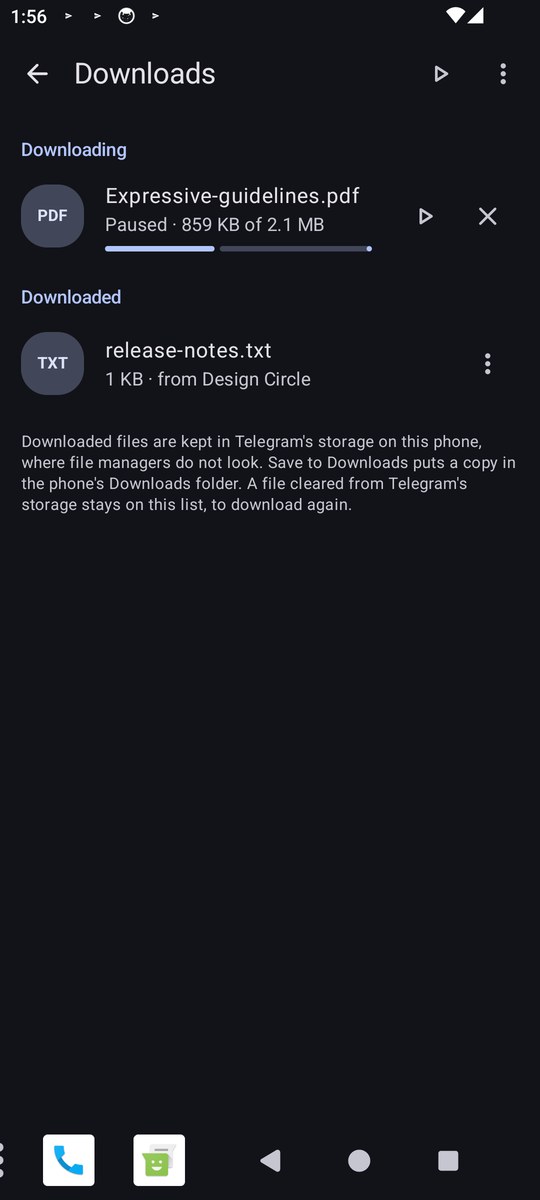 1:56
Downloads
Downloading
PDF
Expressive-guidelines.pdf
Paused · 859 KB of 2.1 MB
Downloaded
TXT
release-notes.txt
1 KB · from Design Circle
Downloaded files are kept in Telegram's storage on this phone,
where file managers do not look. Save to Downloads puts a copy in
the phone's Downloads folder. A file cleared from Telegram's
storage stays on this list, to download again.